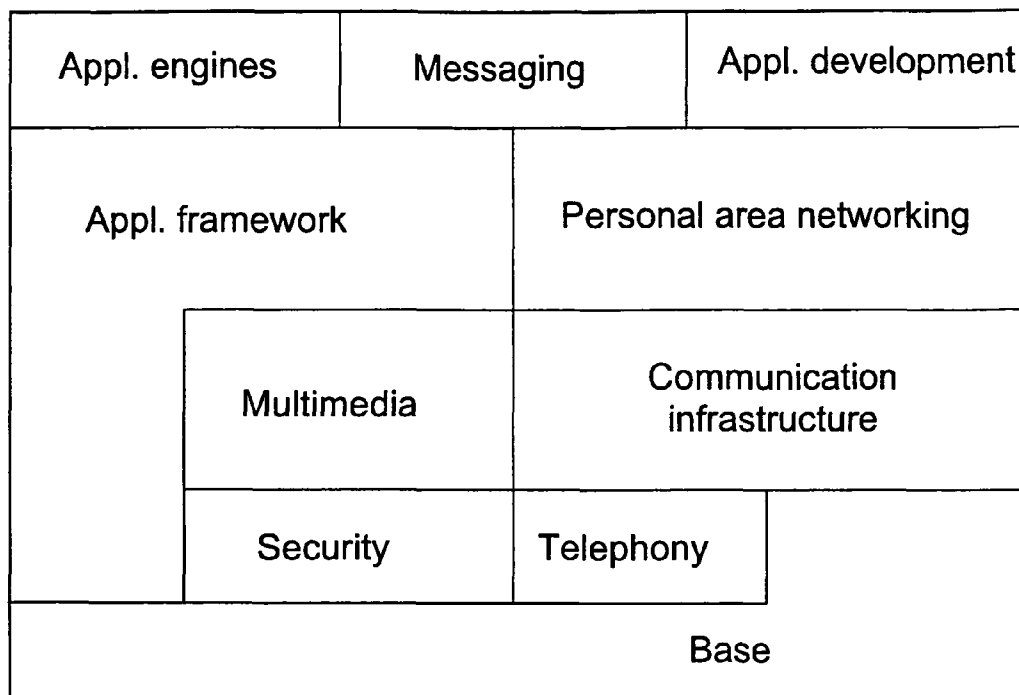 Appl. engines
Messaging
Appl. development
Appl. framework
Personal area networking
Multimedia
Communication
infrastructure
Security
Telephony
Base